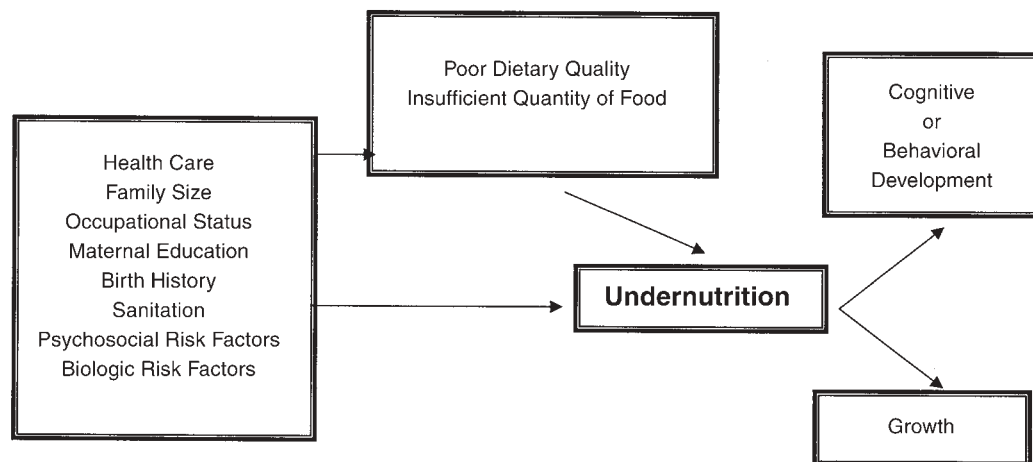 Poor Dietary Quality
Insufficient Quantity of Food
Health Care
Family Size
Occupational Status
Maternal Education
Birth History
Sanitation
Psychosocial Risk Factors
Biologic Risk Factors
Undernutrition
Cognitive
or
Behavioral
Development
Growth